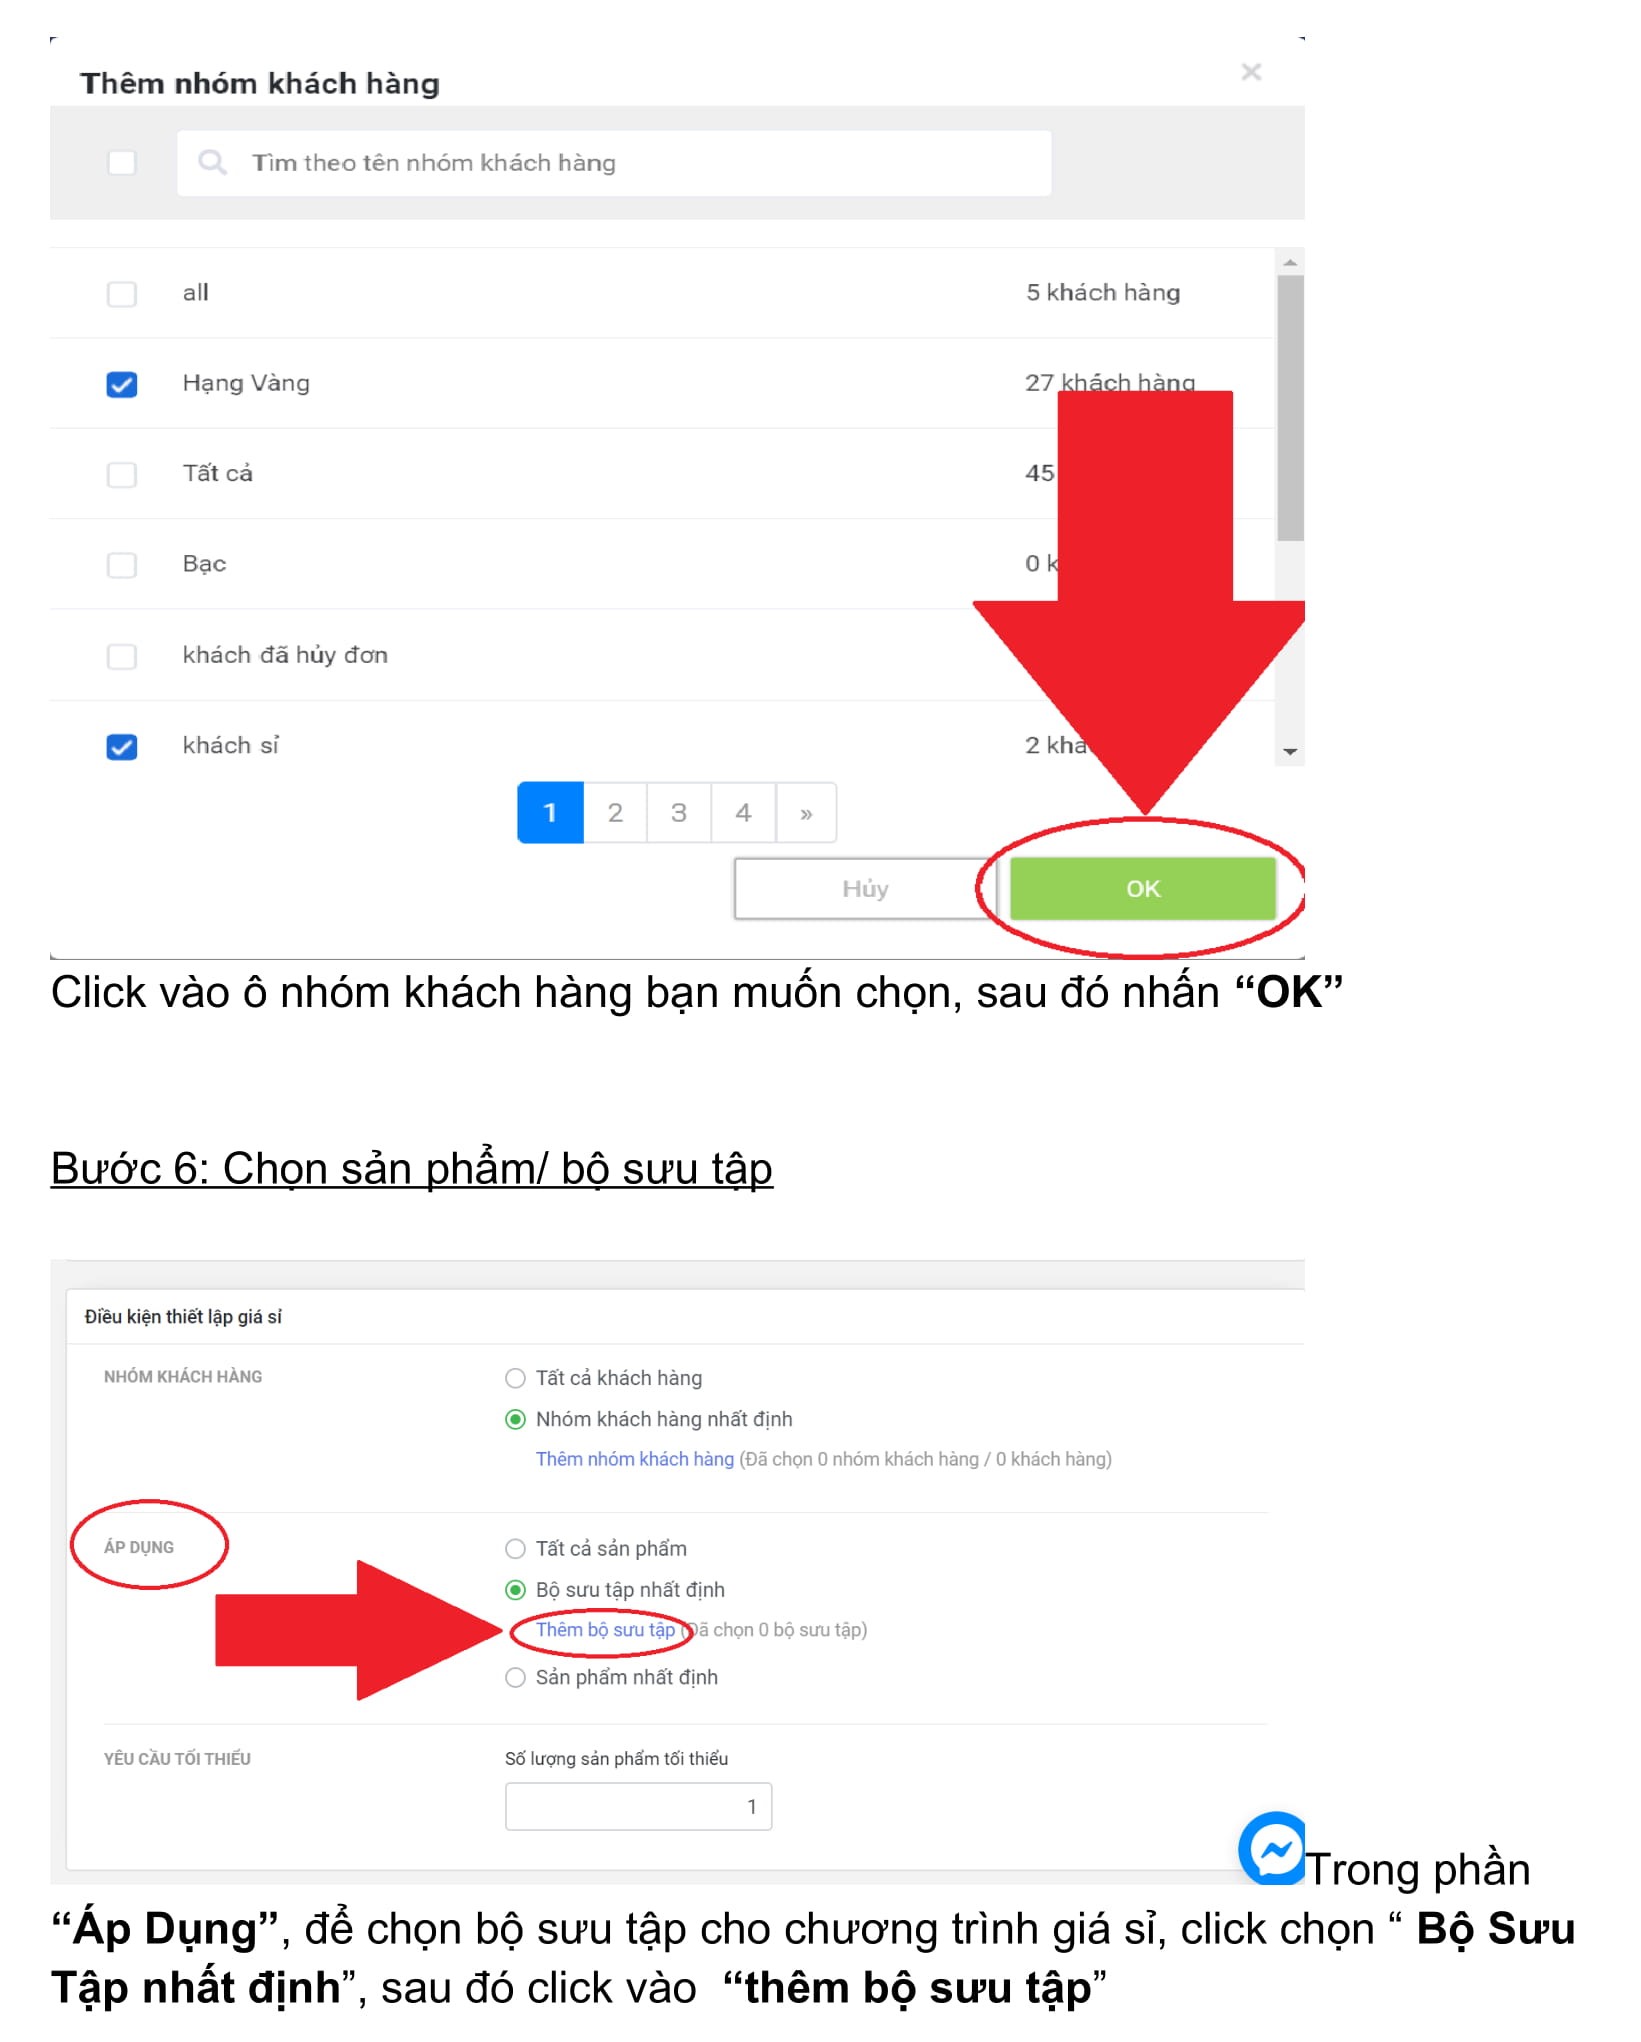 Thêm nhóm khách hàng
Tìm theo tên nhóm khách hàng
all 5 khách hàng
Hạng Vàng 27 khách hàng
Tất cả 45
Bạc 0
khách đã hủy đơn
khách sỉ 2
1 2 3 4 »
Hủy OK
Click vào ô nhóm khách hàng bạn muốn chọn, sau đó nhấn “OK”
Bước 6: Chọn sản phẩm/ bộ sưu tập
Điều kiện thiết lập giá sỉ
NHÓM KHÁCH HÀNG Tất cả khách hàng
Nhóm khách hàng nhất định
Thêm nhóm khách hàng (Đã chọn 0 nhóm khách hàng / 0 khách hàng)
ÁP DỤNG Tất cả sản phẩm
Bộ sưu tập nhất định
Thêm bộ sưu tập (Đã chọn 0 bộ sưu tập)
Sản phẩm nhất định
YÊU CẦU TỐI THIỂU Số lượng sản phẩm tối thiểu
1
Trong phần
“Áp Dụng”, để chọn bộ sưu tập cho chương trình giá sỉ, click chọn “ Bộ Sưu
Tập nhất định”, sau đó click vào “thêm bộ sưu tập”